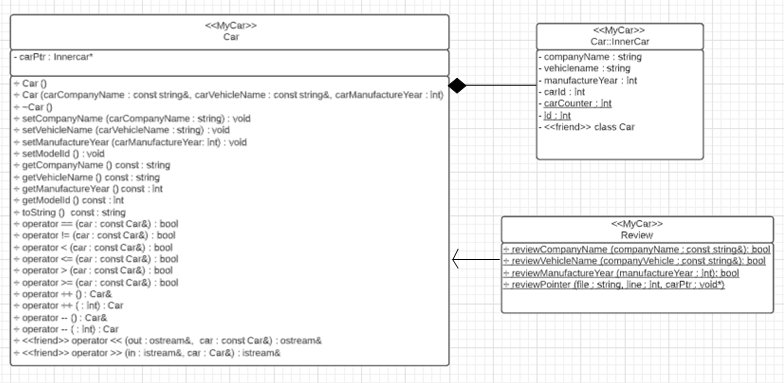 <<MyCar>>
Car
- carPtr : Innercar*
+ Car ()
+ Car (carCompanyName : const string&, carVehicleName : const string&, carManufactureYear : int)
+ ~Car ()
+ setCompanyName (carCompanyName : string) : void
+ setVehicleName (carVehicleName : string) : void
+ setManufactureYear (carManufactureYear: int) : void
+ setModelId () : void
+ getCompanyName () const : string
+ getVehicleName () const : string
+ getManufactureYear () const : int
+ getModelId () const : int
+ toString () const : string
+ operator == (car : const Car&) : bool
+ operator != (car : const Car&) : bool
+ operator < (car : const Car&) : bool
+ operator <= (car : const Car&) : bool
+ operator > (car : const Car&) : bool
+ operator >= (car : const Car&) : bool
+ operator ++ () : Car&
+ operator ++ ( : int) : Car
+ operator -- () : Car&
+ operator -- ( : int) : Car
+ <<friend>> operator << (out : ostream&, car : const Car&) : ostream&
+ <<friend>> operator >> (in : istream&, car : Car&) : istream&
<<MyCar>>
Car::InnerCar
- companyName : string
- vehiclename : string
- manufactureYear : int
- carId : int
- carCounter : int
- id : int
- <<friend>> class Car
<<MyCar>>
Review
+ reviewCompanyName (companyName : const string&): bool
+ reviewVehicleName (companyVehicle : const string&): bool
+ reviewManufactureYear (manufactureYear : int): bool
+ reviewPointer (file : string, line : int, carPtr : void*)